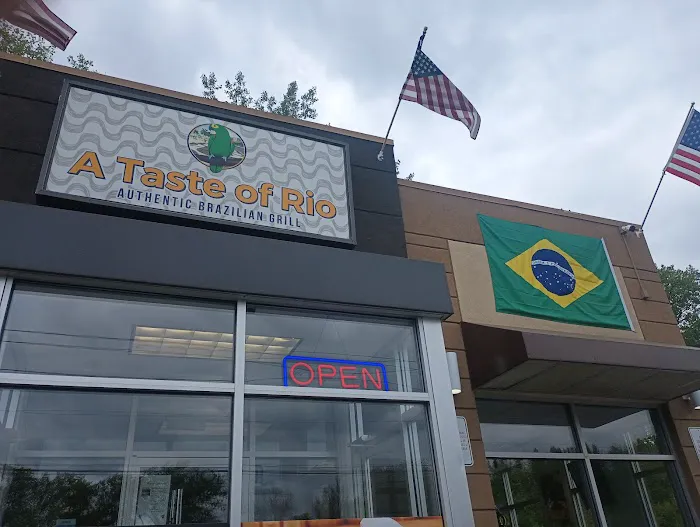 A Taste of Rio
AUTHENTIC BRAZILIAN GRILL
OPEN